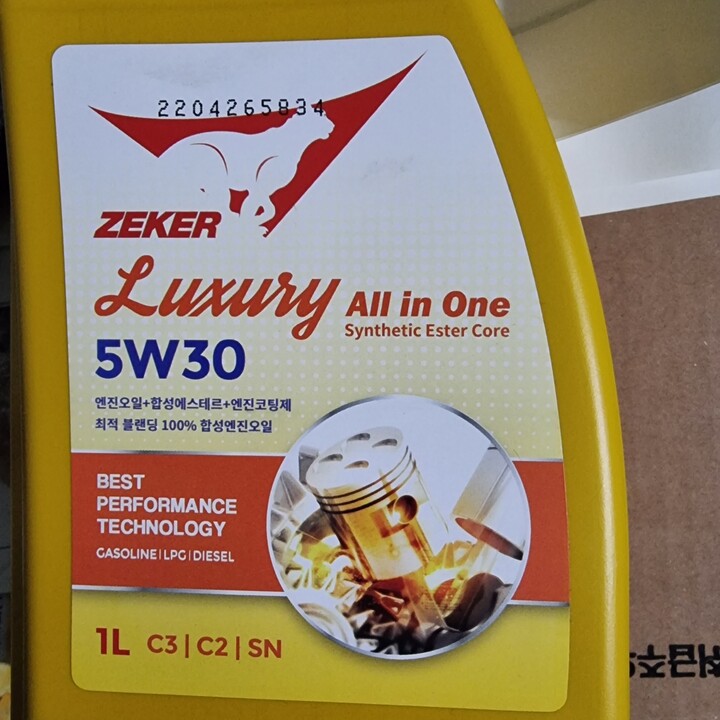 2204265834
ZEKER
Luxury All in One
Synthetic Ester Core
5W30
엔진오일+합성에스테르+엔진코팅제
최적 블랜딩 100% 합성엔진오일
BEST
PERFORMANCE
TECHNOLOGY
GASOLINE | LPG | DIESEL
1L C3 | C2 | SN